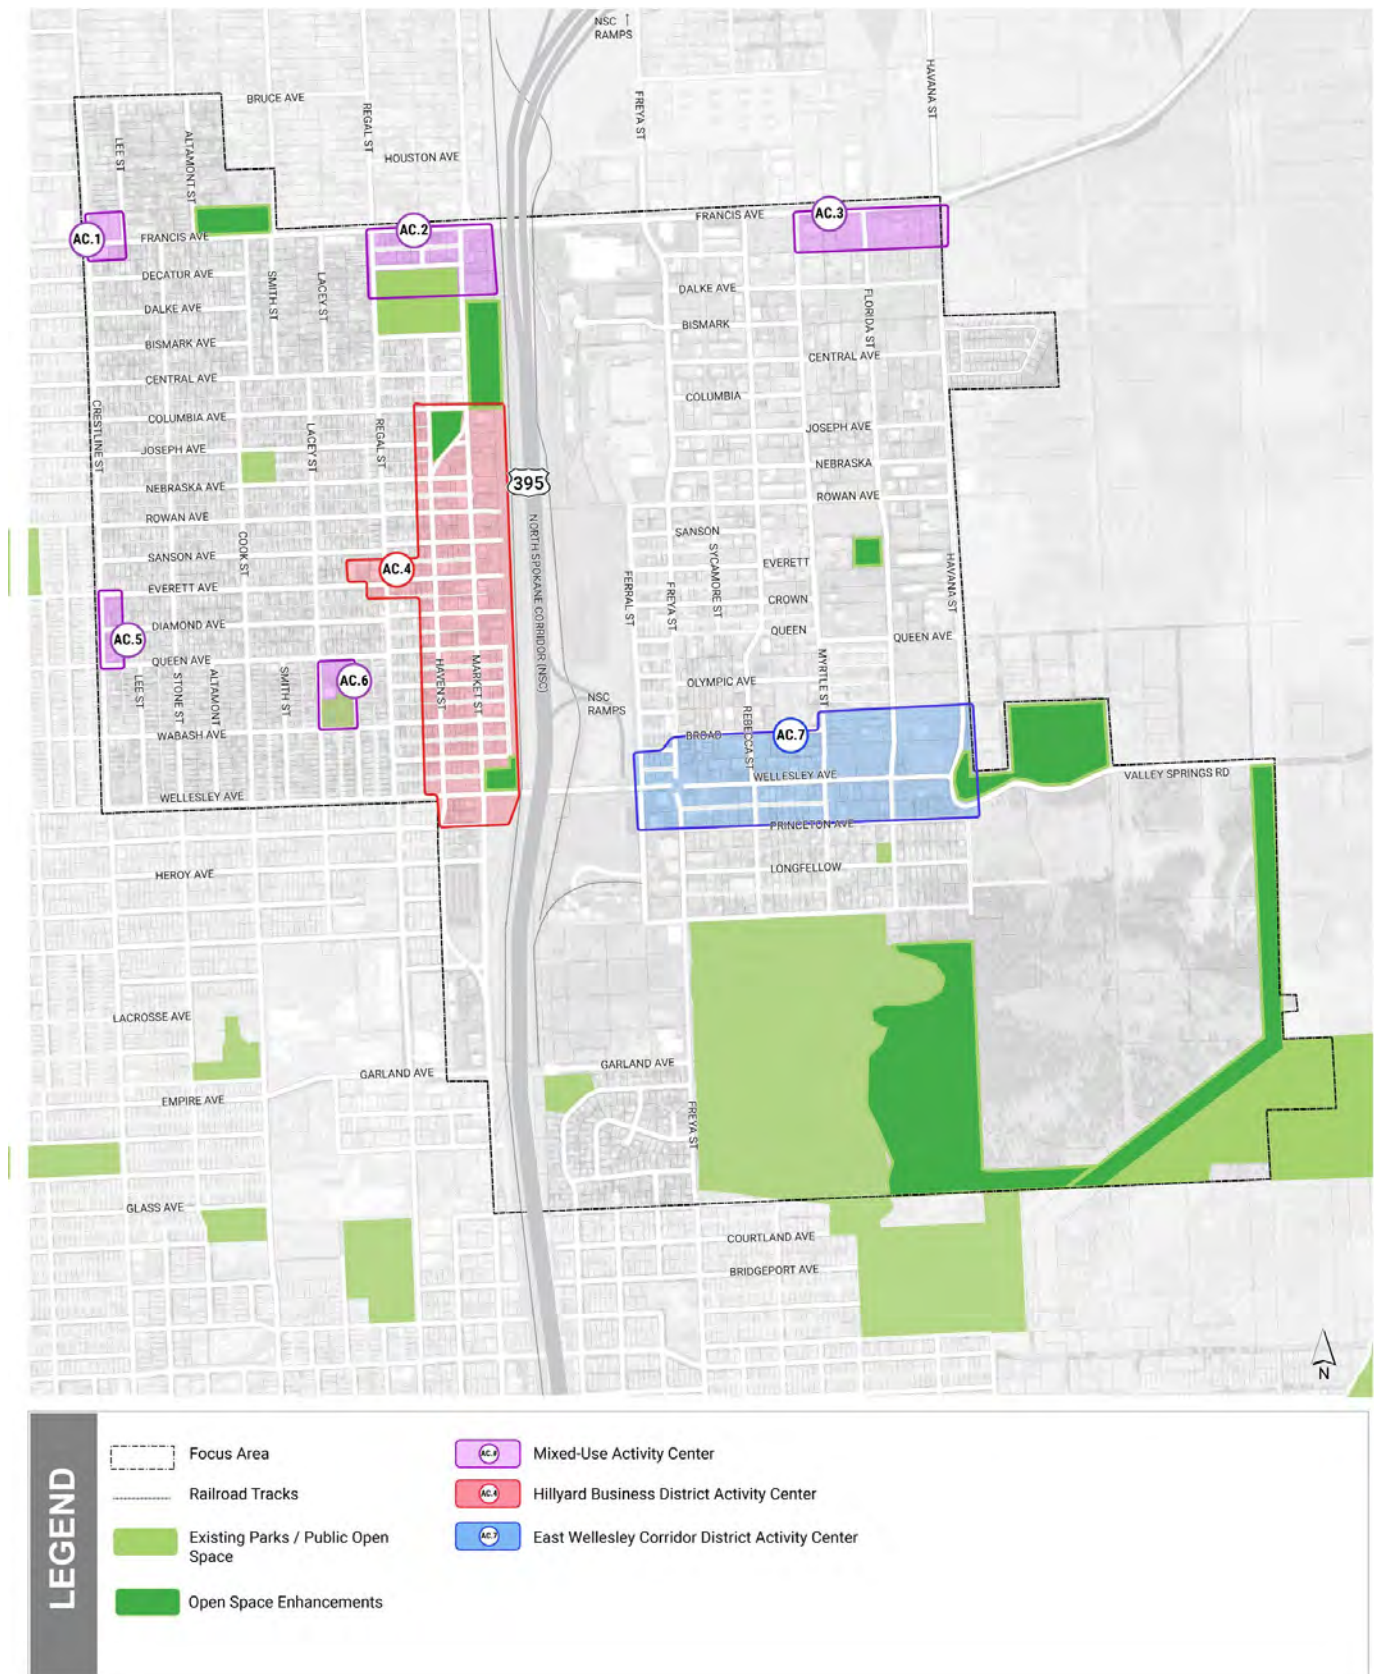 NSC ↑
RAMPS
HAVANA ST
FREYA ST
BRUCE AVE
REGAL ST
LEE ST
ALTAMONT ST
HOUSTON AVE
AC.1
FRANCIS AVE
AC.2
FRANCIS AVE
AC.3
DECATUR AVE
SMITH ST
LACEY ST
DALKE AVE
DALKE AVE
FLORIDA ST
BISMARK AVE
BISMARK
CENTRAL AVE
CENTRAL AVE
COLUMBIA
CRESTLINE ST
COLUMBIA AVE
LACEY ST
REGAL ST
JOSEPH AVE
JOSEPH AVE
NEBRASKA AVE
NEBRASKA
395
ROWAN AVE
ROWAN AVE
NORTH SPOKANE CORRIDOR (NSC)
COOK ST
SANSON AVE
SANSON
SYCAMORE ST
AC.4
EVERETT
HAVANA ST
EVERETT AVE
FERRAL ST
FREYA ST
CROWN
DIAMOND AVE
AC.5
QUEEN
QUEEN AVE
QUEEN AVE
LEE ST
STONE ST
ALTAMONT
SMITH ST
AC.6
HAVEN ST
MARKET ST
OLYMPIC AVE
MYRTLE ST
NSC
RAMPS
WABASH AVE
BROAD
REBECCA ST
AC.7
WELLESLEY AVE
VALLEY SPRINGS RD
WELLESLEY AVE
PRINCETON AVE
HEROY AVE
LONGFELLOW
LACROSSE AVE
GARLAND AVE
GARLAND AVE
EMPIRE AVE
FREYA ST
GLASS AVE
COURTLAND AVE
BRIDGEPORT AVE
N
LEGEND
Focus Area
Railroad Tracks
Existing Parks / Public Open
Space
Open Space Enhancements
AC.#
Mixed-Use Activity Center
AC.4
Hillyard Business District Activity Center
AC.7
East Wellesley Corridor District Activity Center